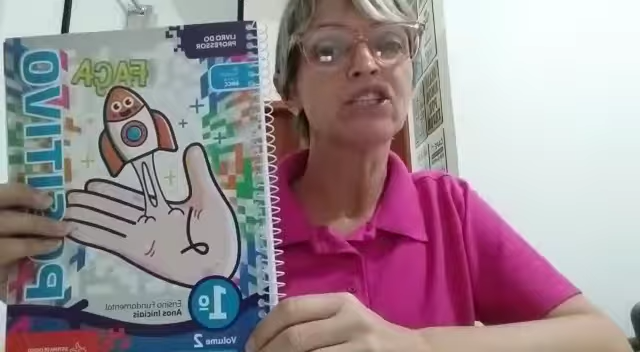 LIVRO DO
PROFESSOR
FAÇA
POSITIVO
1º
Ensino Fundamental
Anos Iniciais
Volume 2